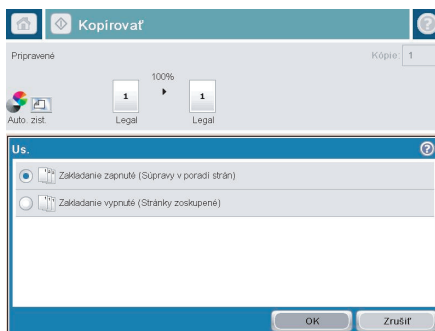 Kopírovať
Pripravené
Kópie: 1
100%
1 1
Auto. zist. Legal Legal
Us.
Zakladanie zapnuté (Súpravy v poradí strán)
Zakladanie vypnuté (Stránky zoskupené)
OK Zrušiť